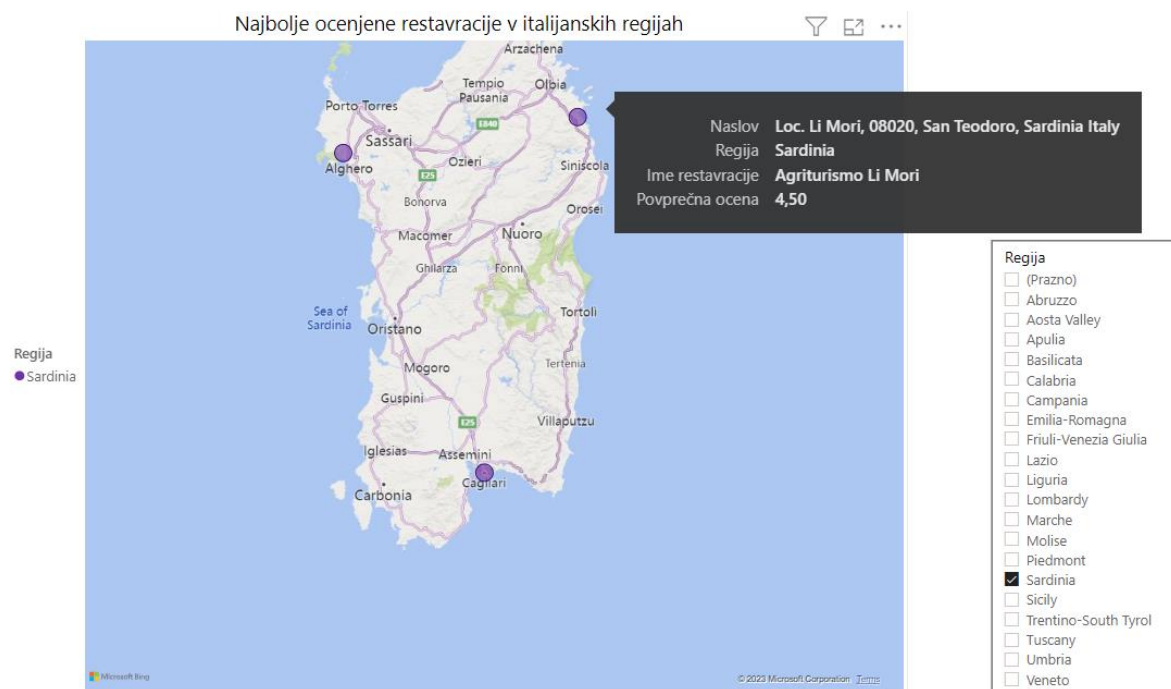 Najbolje ocenjene restavracije v italijanskih regijah
Arzachena
Tempio Pausania
Olbia
Porto Torres
E840
Sassari
Alghero
Ozieri
E25
Siniscola
Bonorva
Orosei
Macomer
Nuoro
Ghilarza
Fonni
Sea of Sardinia
Oristano
Tortoli
Mogoro
Tertenia
Guspini
E25
Villaputzu
Iglesias
Assemini
Cagliari
Carbonia
Naslov Loc. Li Mori, 08020, San Teodoro, Sardinia Italy
Regija Sardinia
Ime restavracije Agriturismo Li Mori
Povprečna ocena 4,50
Regija
Sardinia
Regija
(Prazno)
Abruzzo
Aosta Valley
Apulia
Basilicata
Calabria
Campania
Emilia-Romagna
Friuli-Venezia Giulia
Lazio
Liguria
Lombardy
Marche
Molise
Piedmont
Sardinia
Sicily
Trentino-South Tyrol
Tuscany
Umbria
Veneto
Microsoft Bing
© 2023 Microsoft Corporation Terms